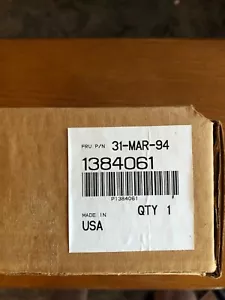 FRU P/N 31-MAR-94
1384061
P1384061
MADE IN QTY 1
USA